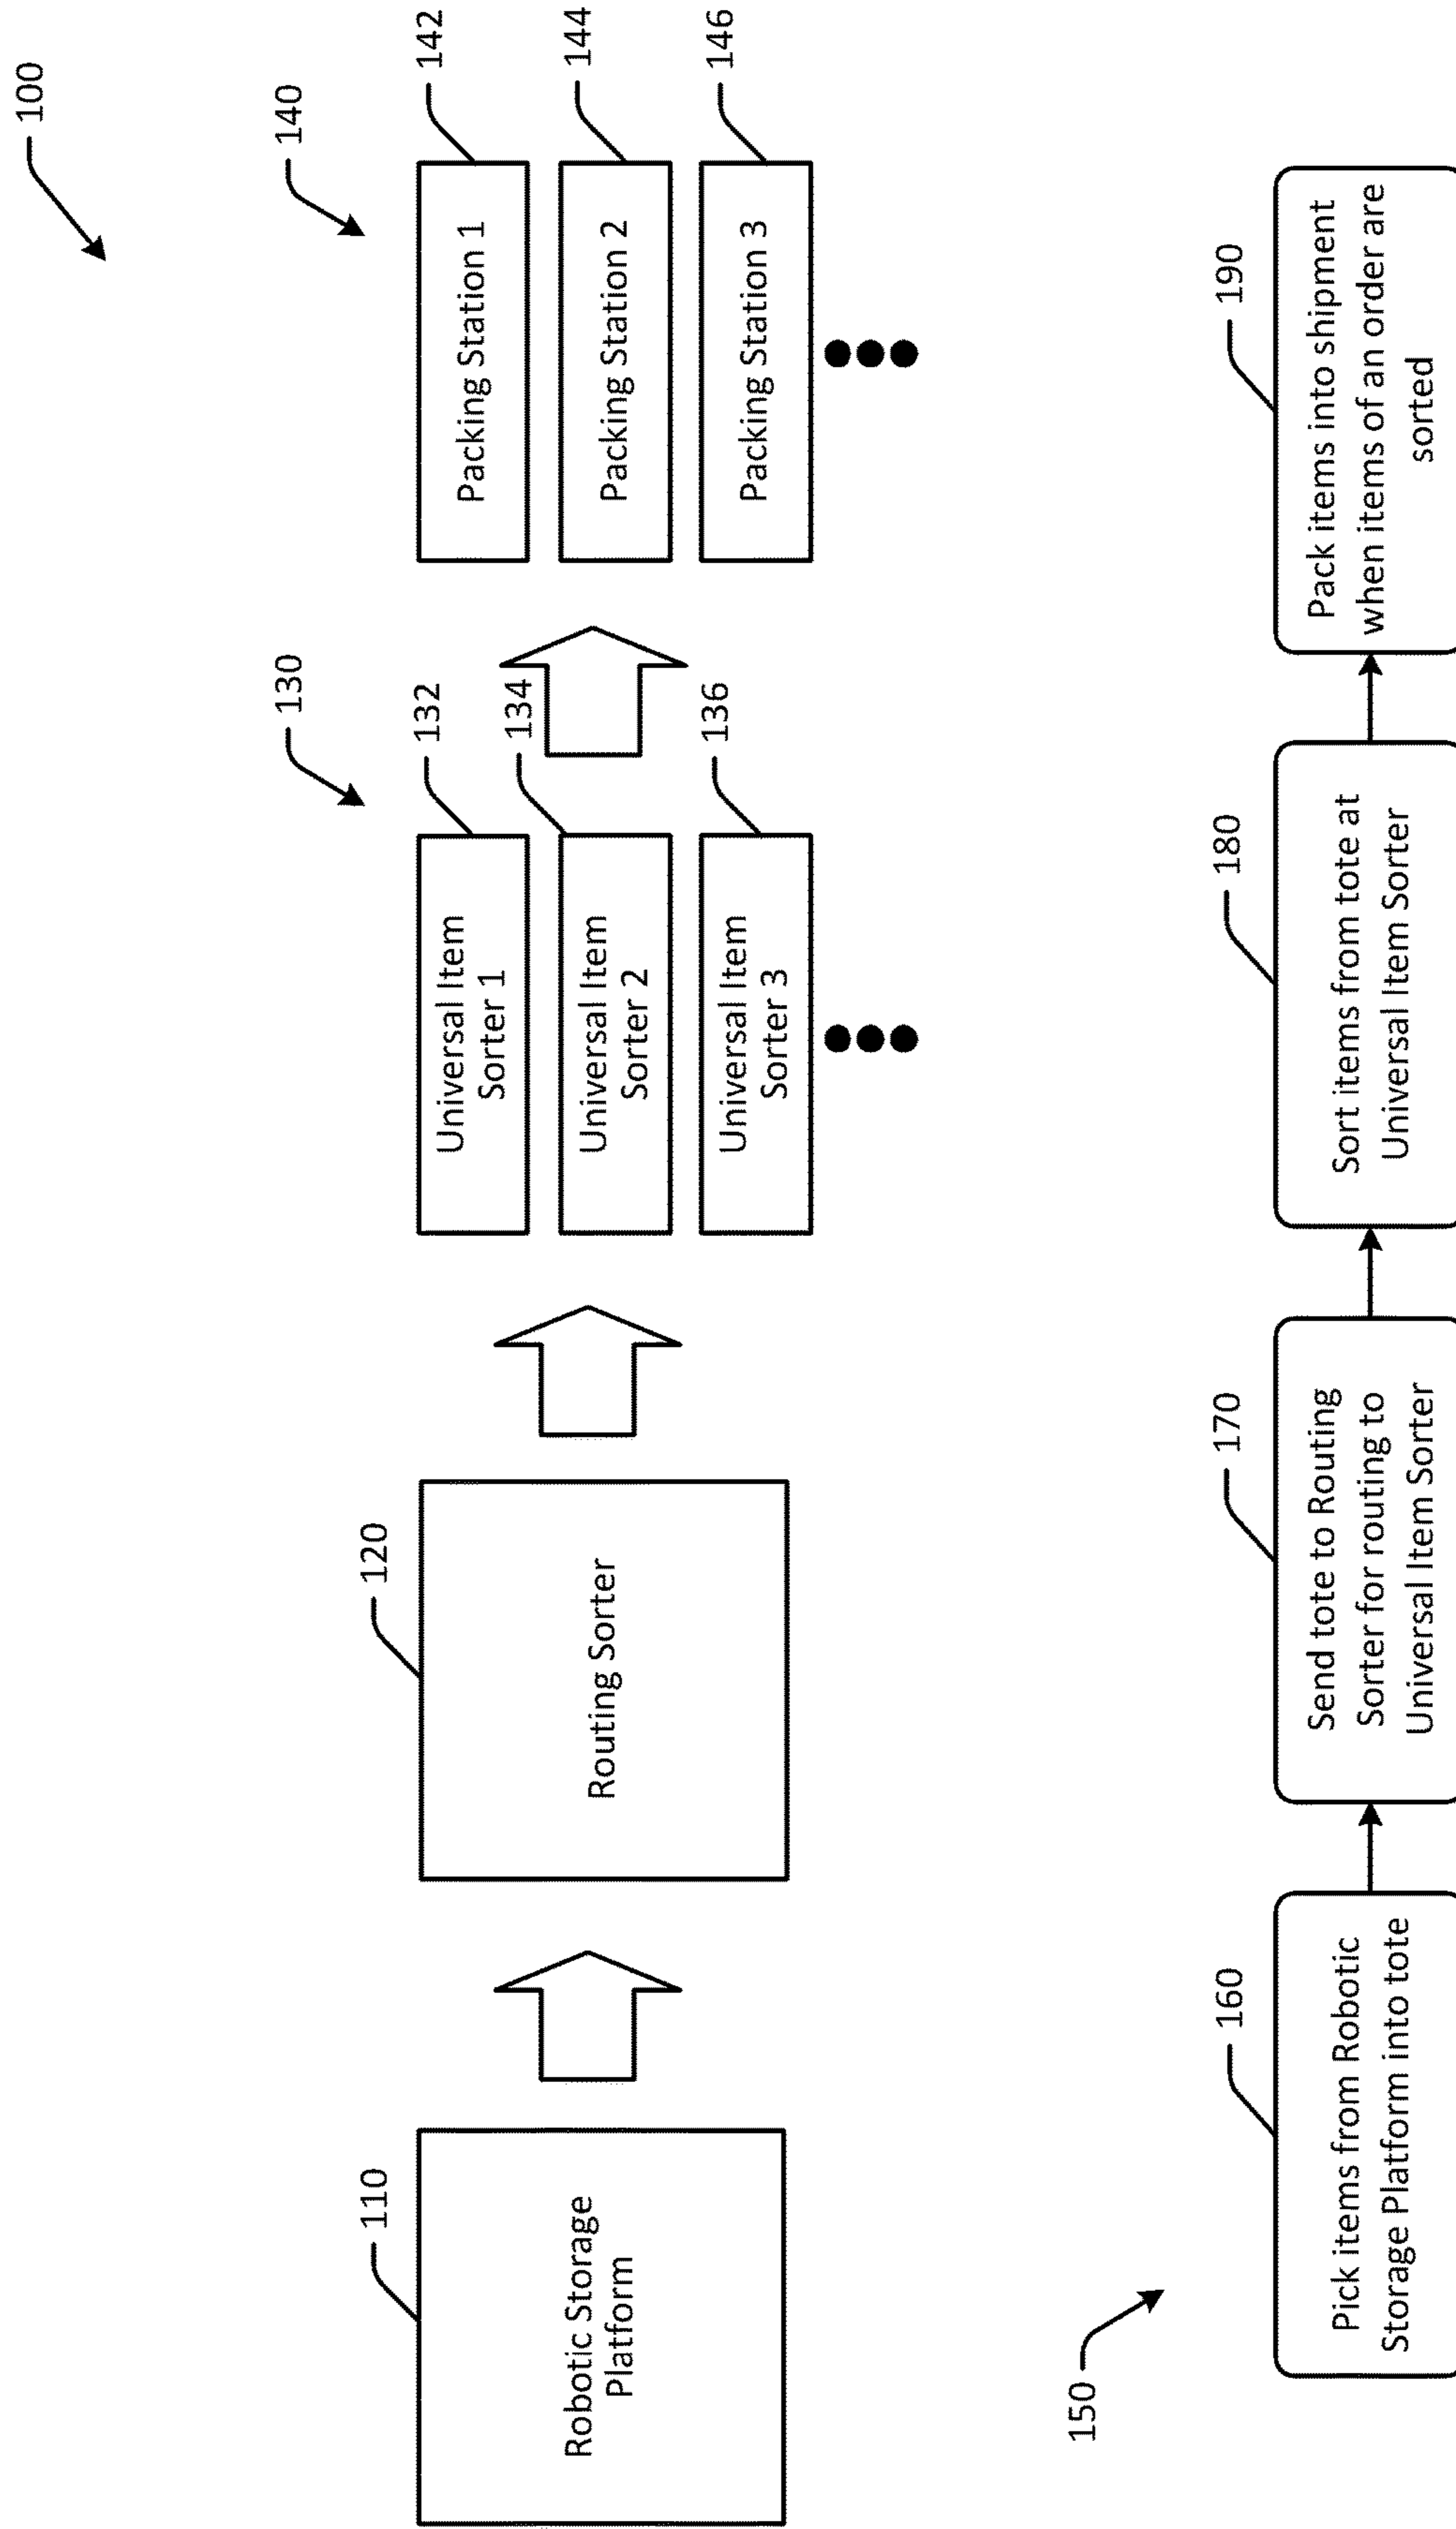 100
110
Robotic Storage
Platform
120
Routing Sorter
130
132
Universal Item
Sorter 1
134
Universal Item
Sorter 2
136
Universal Item
Sorter 3
140
142
Packing Station 1
144
Packing Station 2
146
Packing Station 3
150
160
Pick items from Robotic
Storage Platform into tote
170
Send tote to Routing
Sorter for routing to
Universal Item Sorter
180
Sort items from tote at
Universal Item Sorter
190
Pack items into shipment
when items of an order are
sorted